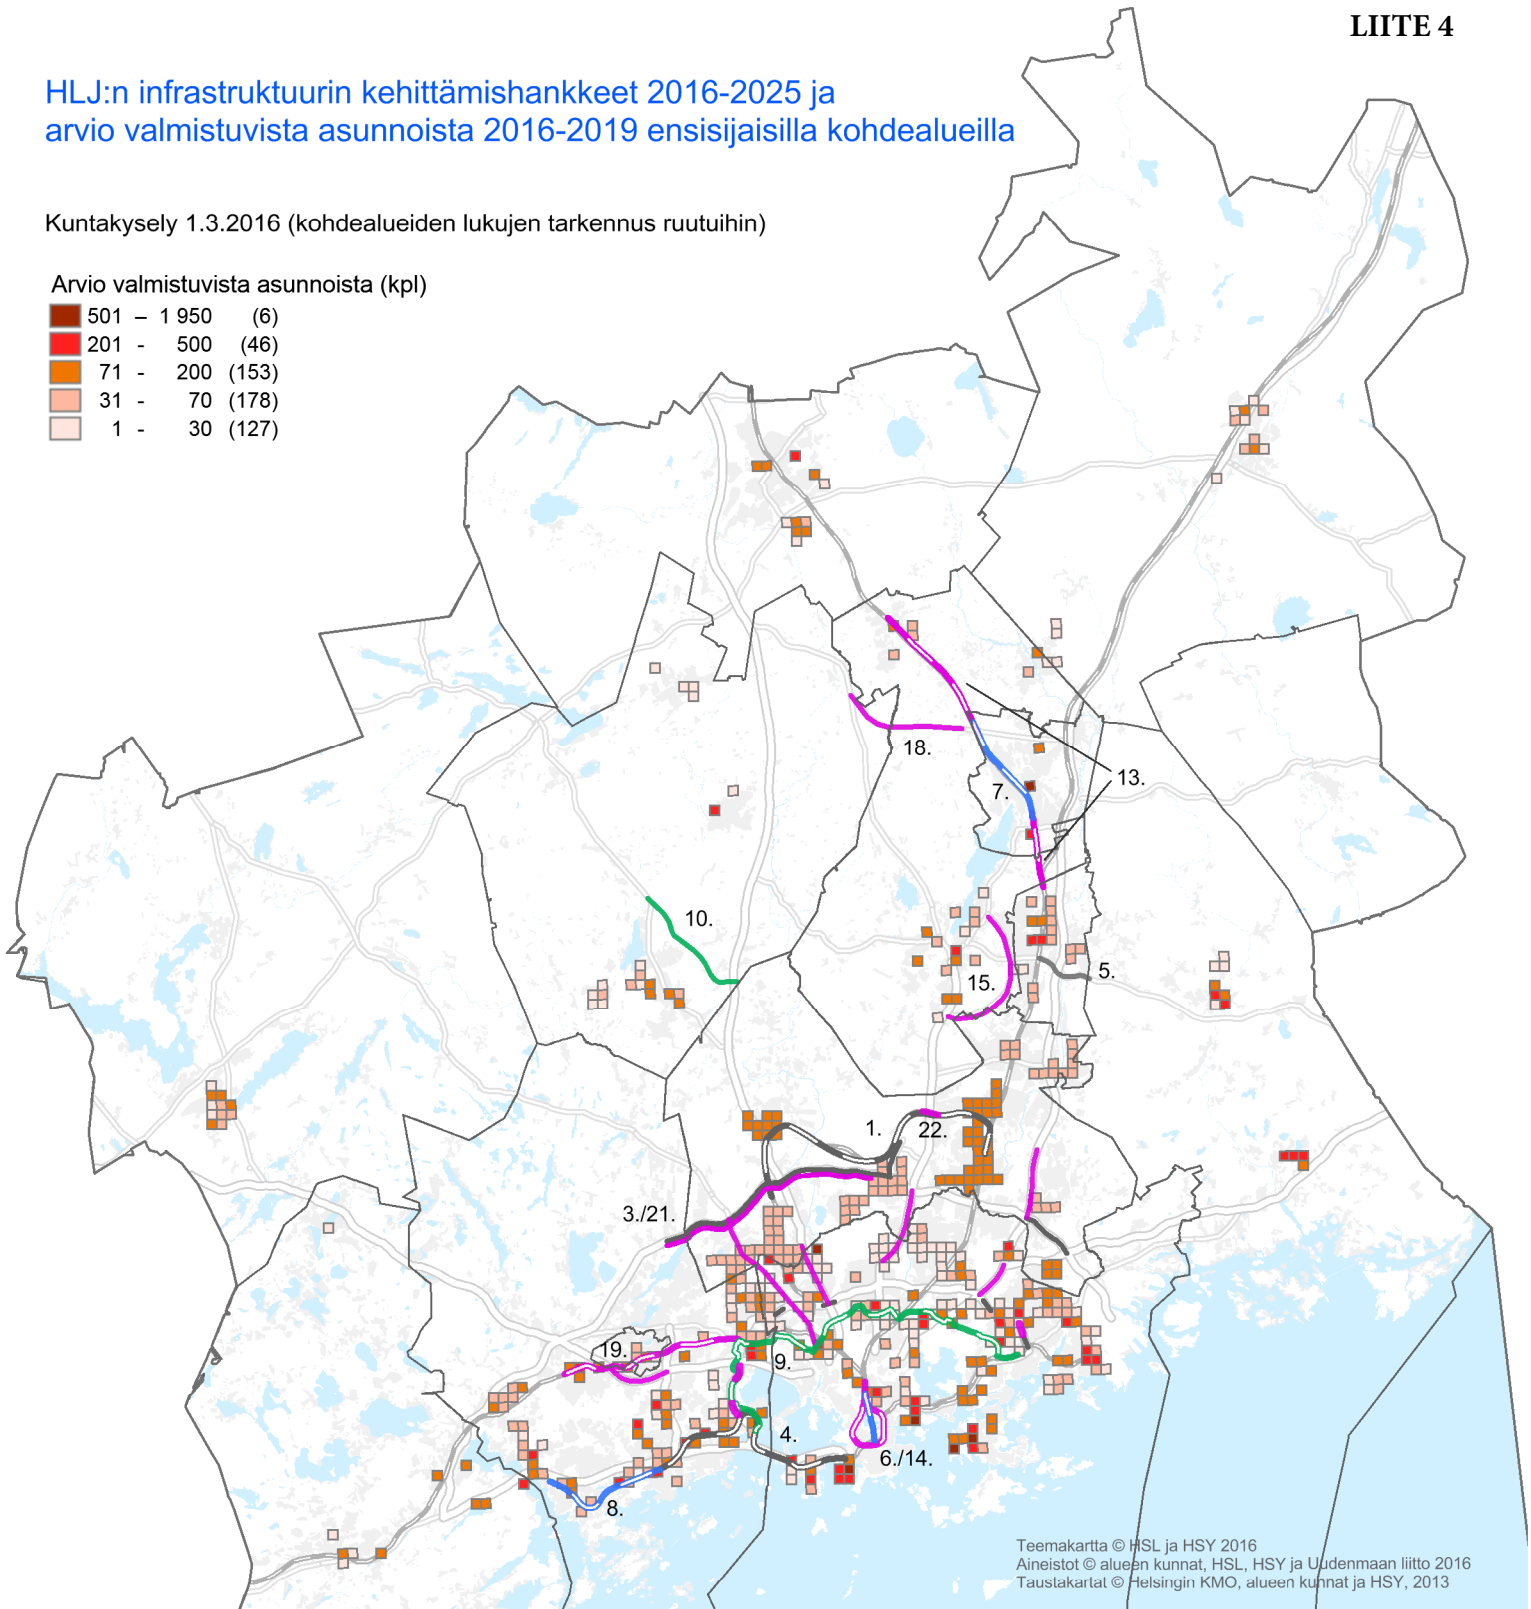 LIITE 4
HLJ:n infrastruktuurin kehittämishankkeet 2016-2025 ja
arvio valmistuvista asunnoista 2016-2019 ensisijaisilla kohdealueilla
Kuntakysely 1.3.2016 (kohdealueiden lukujen tarkennus ruutuihin)
Arvio valmistuvista asunnoista (kpl)
501 – 1 950 (6)
201 - 500 (46)
71 - 200 (153)
31 - 70 (178)
1 - 30 (127)
18.
13.
7.
10.
5.
15.
1.
22.
3./21.
19.
9.
4.
6./14.
8.
Teemakartta © HSL ja HSY 2016
Aineistot © alueen kunnat, HSL, HSY ja Uudenmaan liitto 2016
Taustakartat © Helsingin KMO, alueen kunnat ja HSY, 2013